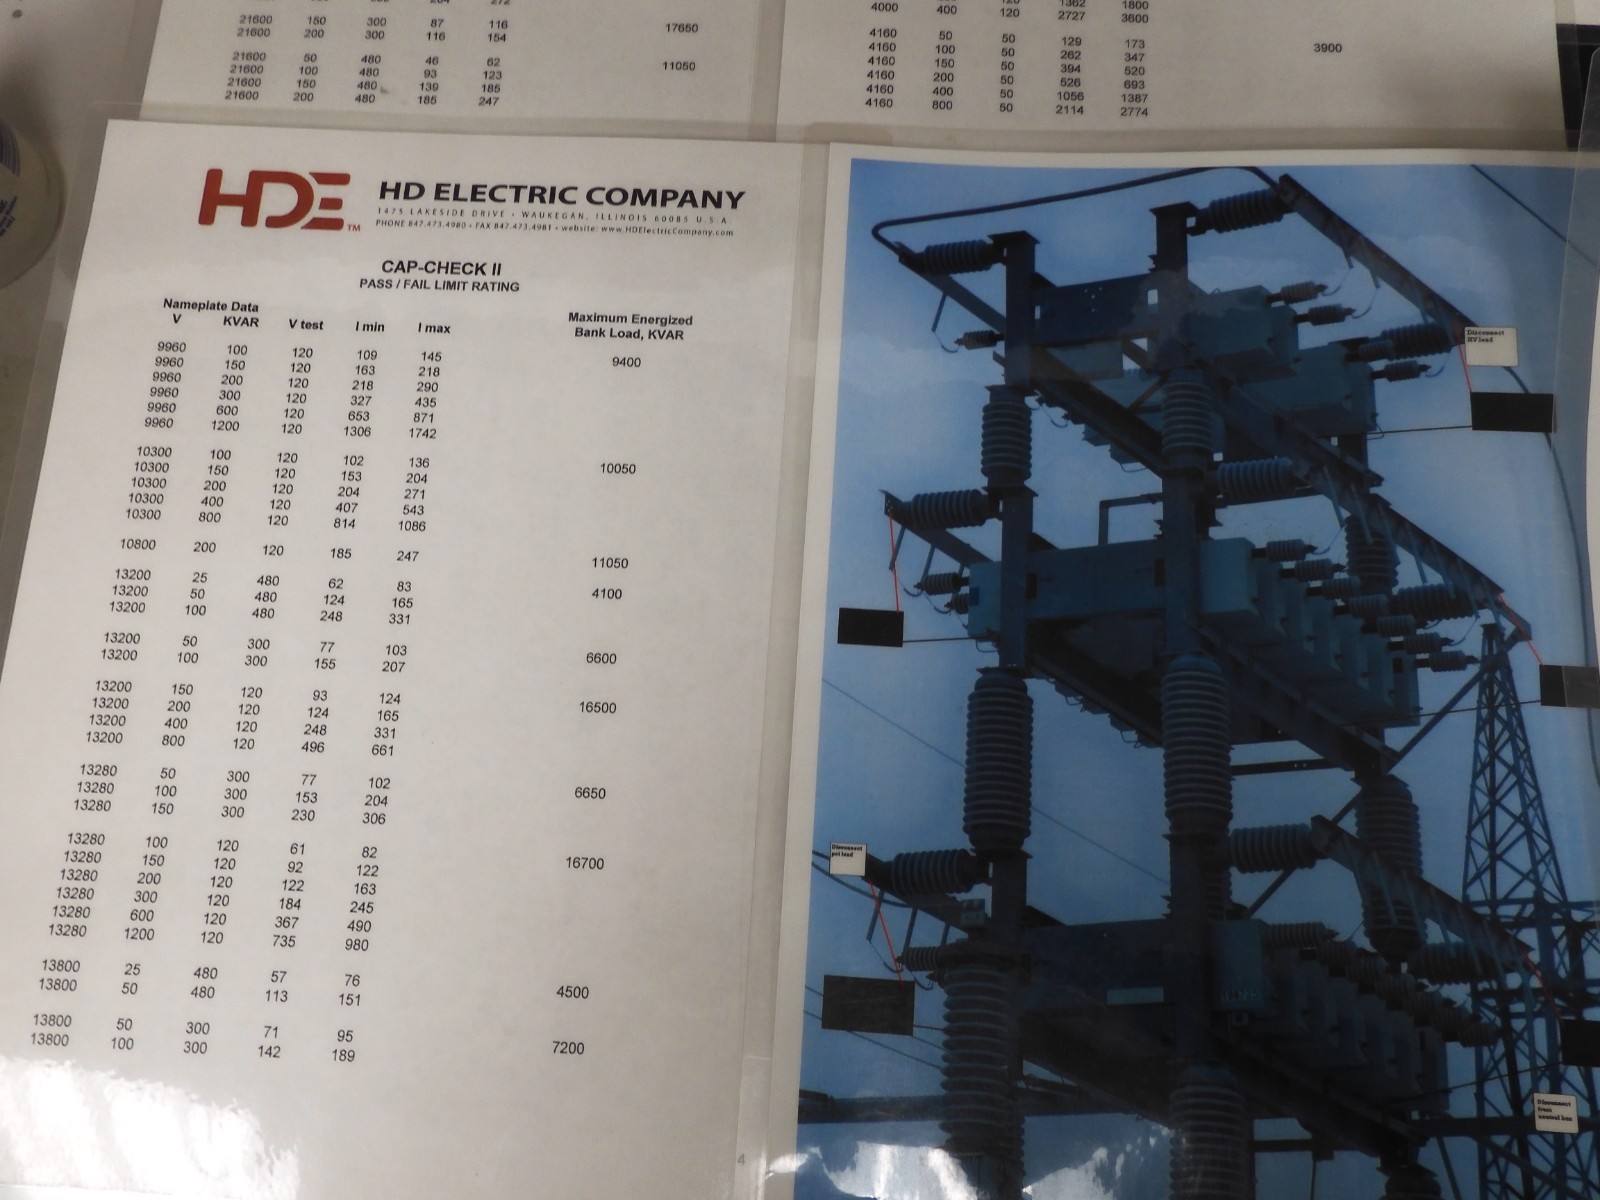 21600 150 300 87 116 17650
21600 200 300 116 154
21600 50 480 46 62 11050
21600 100 480 93 123
21600 150 480 139 185
21600 200 480 185 247
4000 400 120 2727 3600
4160 50 50 129 173 3900
4160 100 50 262 347
4160 150 50 394 520
4160 200 50 526 693
4160 400 50 1056 1387
4160 800 50 2114 2774
HDE™
HD ELECTRIC COMPANY
1475 LAKESIDE DRIVE • WAUKEGAN, ILLINOIS 60085 U.S.A.
PHONE 847.473.4980 • FAX 847.473.4981 • website: www.HDElectricCompany.com
CAP-CHECK II
PASS / FAIL LIMIT RATING
Nameplate Data
V KVAR V test I min I max
Maximum Energized
Bank Load, KVAR
9960 100 120 109 145 9400
9960 150 120 163 218
9960 200 120 218 290
9960 300 120 327 435
9960 600 120 653 871
9960 1200 120 1306 1742
10300 100 120 102 136 10050
10300 150 120 153 204
10300 200 120 204 271
10300 400 120 407 543
10300 800 120 814 1086
10800 200 120 185 247 11050
13200 25 480 62 83 4100
13200 50 480 124 165
13200 100 480 248 331
13200 50 300 77 103 6600
13200 100 300 155 207
13200 150 120 93 124 16500
13200 200 120 124 165
13200 400 120 248 331
13200 800 120 496 661
13280 50 300 77 102 6650
13280 100 300 153 204
13280 150 300 230 306
13280 100 120 61 82 16700
13280 150 120 92 122
13280 200 120 122 163
13280 300 120 184 245
13280 600 120 367 490
13280 1200 120 735 980
13800 25 480 57 76 4500
13800 50 480 113 151
13800 50 300 71 95 7200
13800 100 300 142 189
4
Disconnect
HV lead
Disconnect
pot lead
Disconnect
from
neutral bus